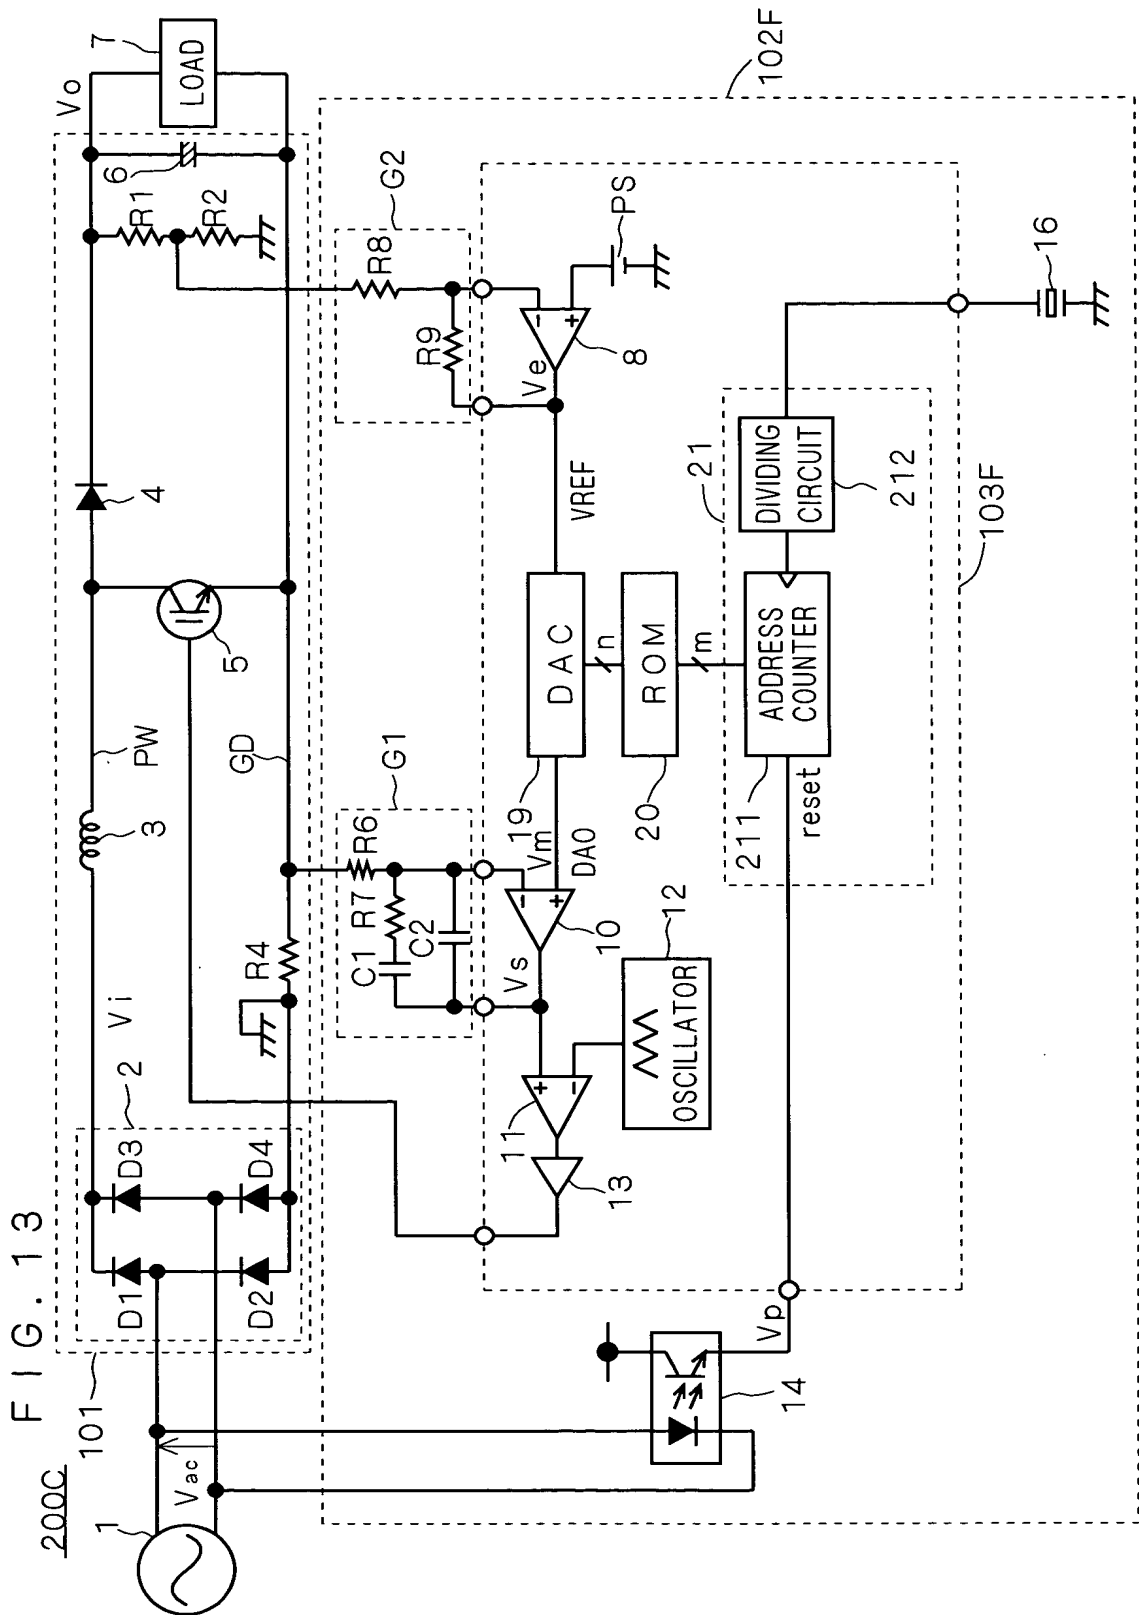 FIG. 13
200C
1
Vac
101
2
D1
D3
D2
D4
Vi
R4
3
PW
GD
5
4
R1
R2
6
Vo
7
LOAD
G1
R6
R7
C1
C2
G2
R8
R9
102F
Vs
Vm
10
DAO
19
DAC
VREF
Ve
8
PS
n
ROM
20
m
11
13
12
OSCILLATOR
21
211
ADDRESS
COUNTER
reset
DIVIDING
CIRCUIT
212
103F
16
Vp
14
-
+
+
-
-
+